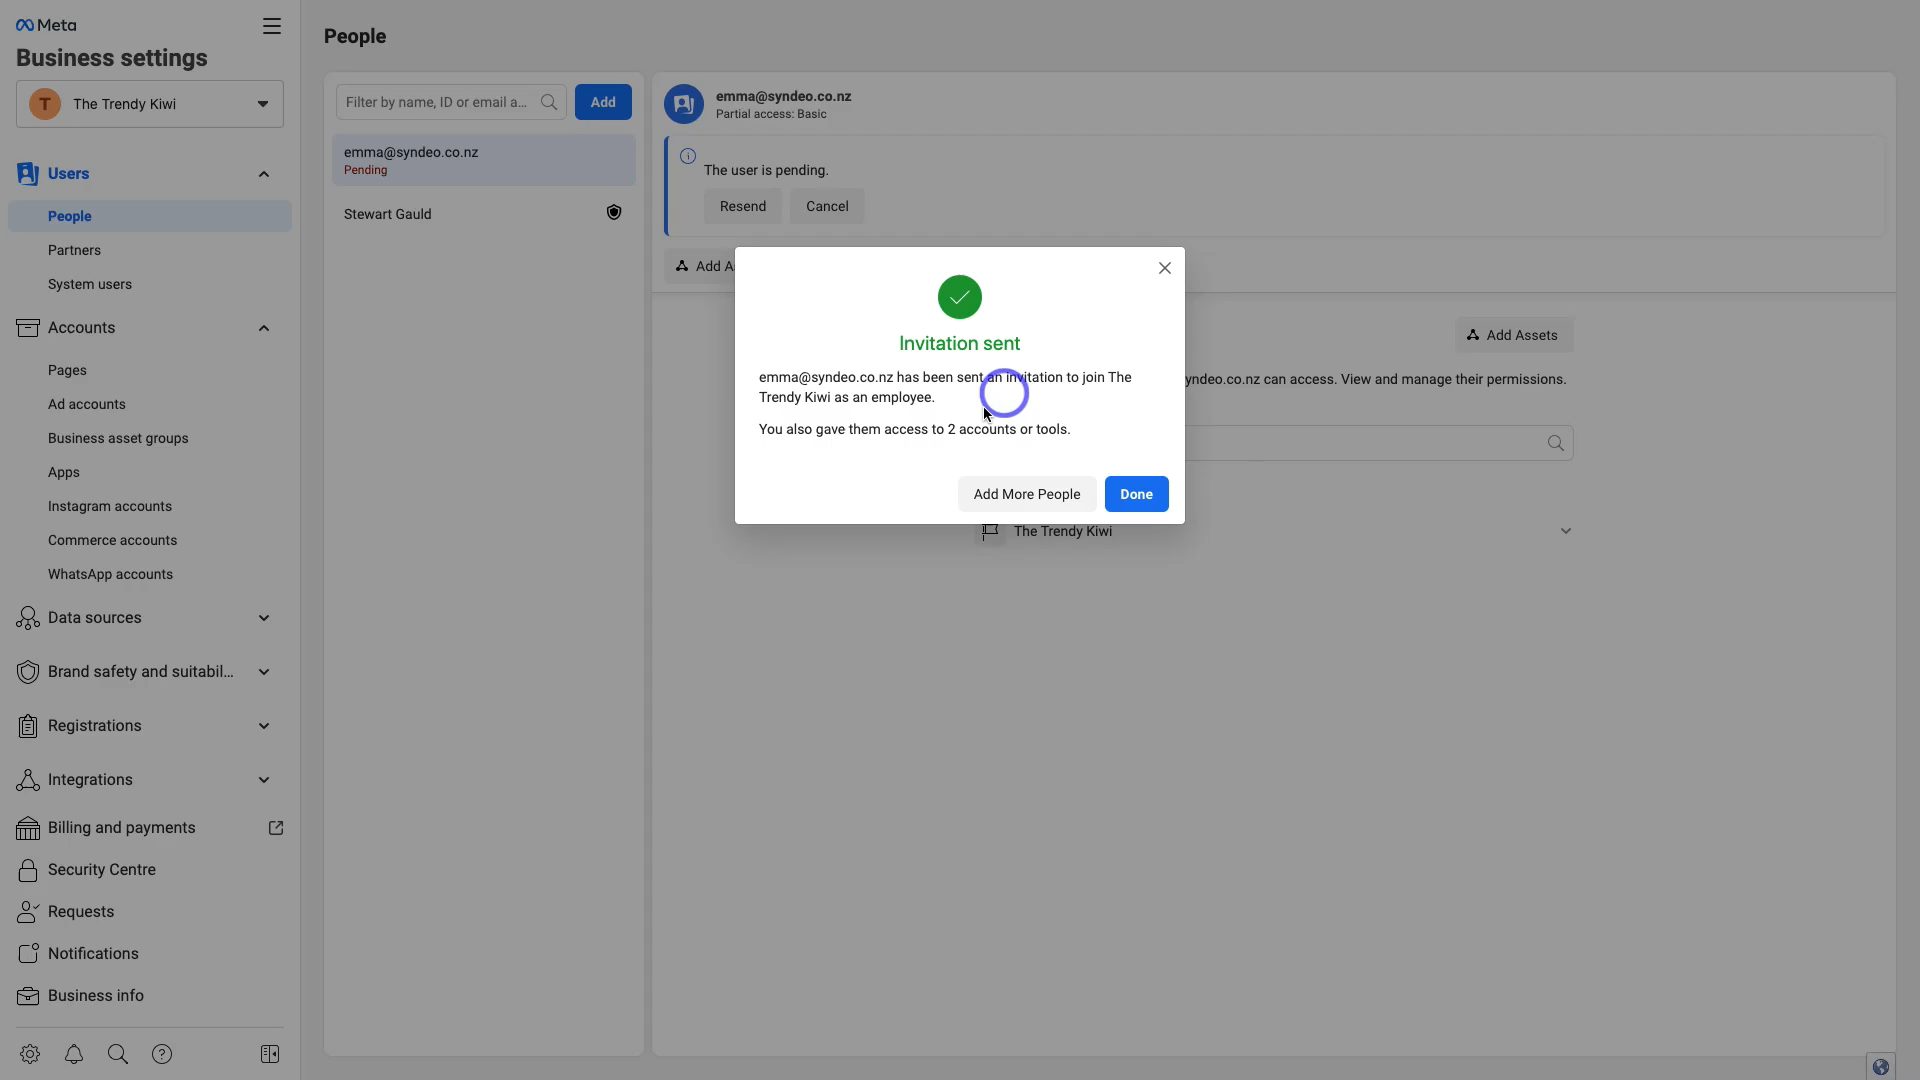 Meta
Business settings
T The Trendy Kiwi
Users
People
Partners
System users
Accounts
Pages
Ad accounts
Business asset groups
Apps
Instagram accounts
Commerce accounts
WhatsApp accounts
Data sources
Brand safety and suitabil...
Registrations
Integrations
Billing and payments
Security Centre
Requests
Notifications
Business info
People
Filter by name, ID or email a... Add
emma@syndeo.co.nz
Pending
Stewart Gauld
emma@syndeo.co.nz
Partial access: Basic
The user is pending.
Resend Cancel
Add A
Add Assets
yndeo.co.nz can access. View and manage their permissions.
The Trendy Kiwi
Invitation sent
emma@syndeo.co.nz has been sent an invitation to join The
Trendy Kiwi as an employee.
You also gave them access to 2 accounts or tools.
Add More People Done